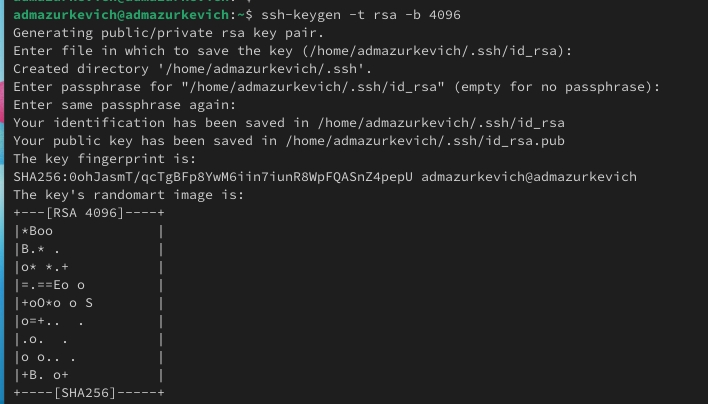 admazurkevich@admazurkevich:~$ ssh-keygen -t rsa -b 4096
Generating public/private rsa key pair.
Enter file in which to save the key (/home/admazurkevich/.ssh/id_rsa):
Created directory '/home/admazurkevich/.ssh'.
Enter passphrase for "/home/admazurkevich/.ssh/id_rsa" (empty for no passphrase):
Enter same passphrase again:
Your identification has been saved in /home/admazurkevich/.ssh/id_rsa
Your public key has been saved in /home/admazurkevich/.ssh/id_rsa.pub
The key fingerprint is:
SHA256:0ohJasmT/qcTgBFp8YwM6iin7iunR8WpFQASnZ4pepU admazurkevich@admazurkevich
The key's randomart image is:
+---[RSA 4096]----+
|*Boo             |
|B.* .            |
|o* *.+           |
|=.==Eo o         |
|+oO*o o S        |
|o=+..  .         |
|.o.  .           |
|o o.. .          |
|+B. o+           |
+----[SHA256]-----+